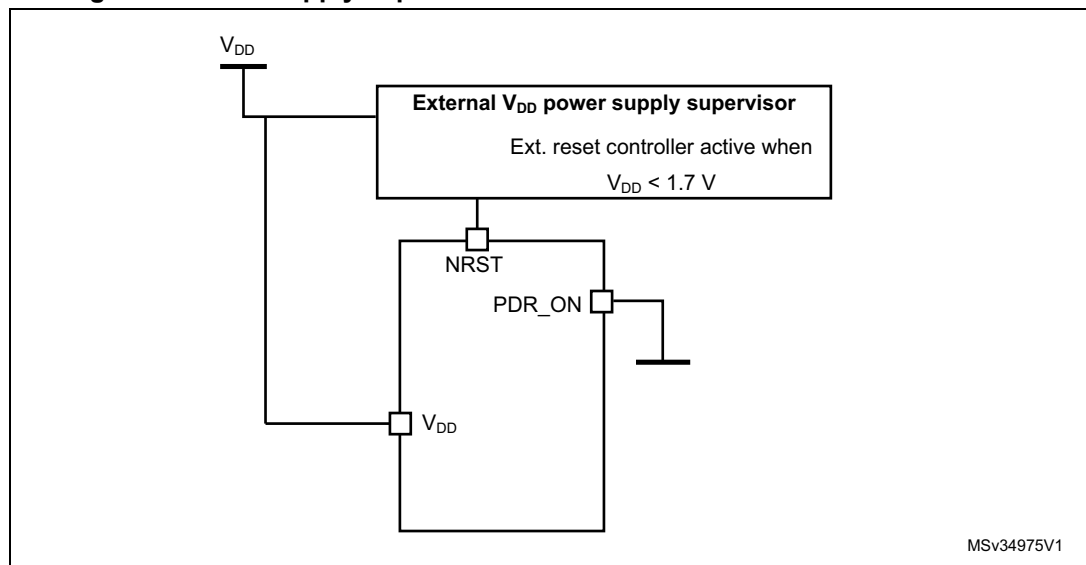 V_DD
External V_DD power supply supervisor
Ext. reset controller active when
V_DD < 1.7 V
NRST
PDR_ON
V_DD
MSv34975V1